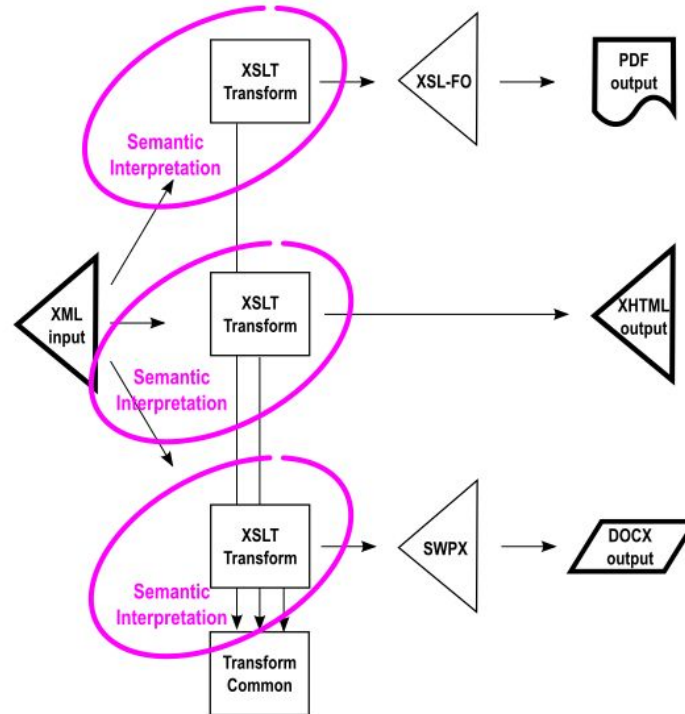 XSLT
Transform
XSL-FO
PDF
output
Semantic
Interpretation
XML
input
XSLT
Transform
XHTML
output
Semantic
Interpretation
XSLT
Transform
SWPX
DOCX
output
Semantic
Interpretation
Transform
Common